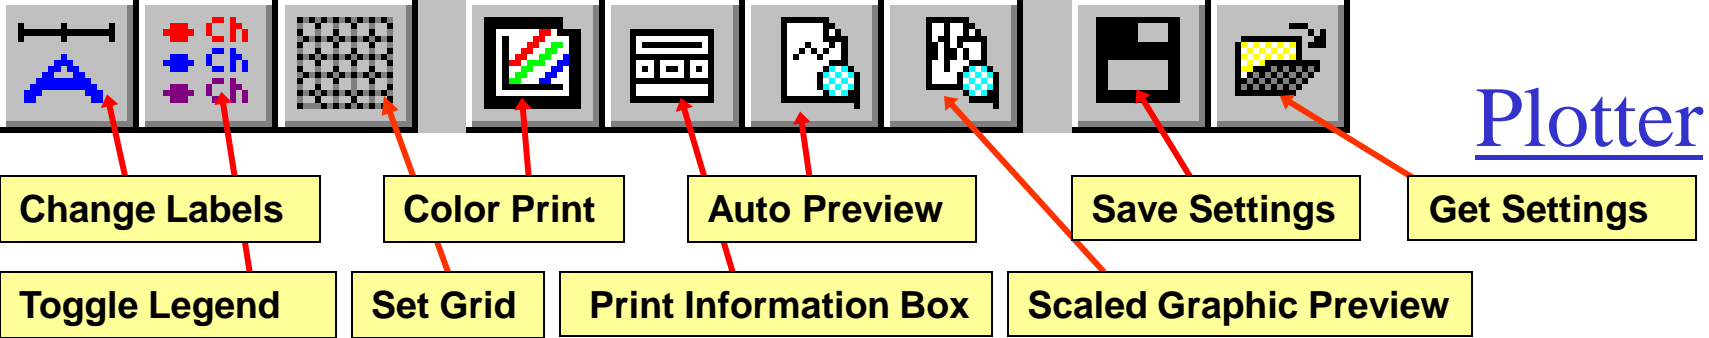 Ch
Ch
Ch
Plotter
Change Labels
Color Print
Auto Preview
Save Settings
Get Settings
Toggle Legend
Set Grid
Print Information Box
Scaled Graphic Preview